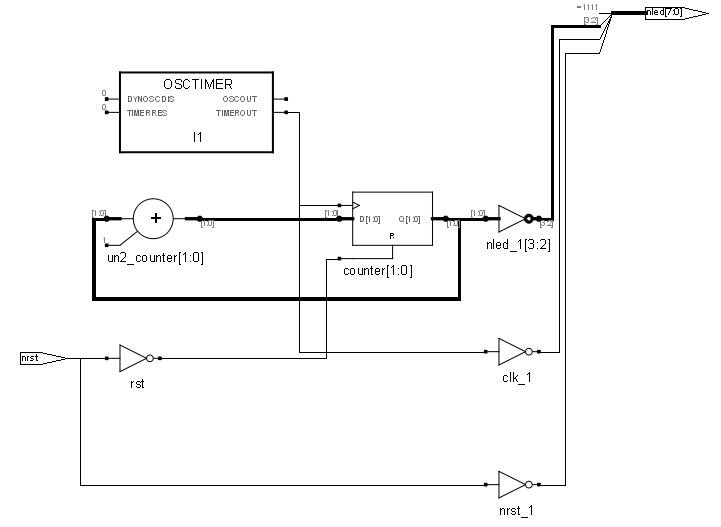 =1111
nled[7:0]
[3:2]
OSCTIMER
0
DYNOSCDIS
OSCOUT
0
TIMERRES
TIMEROUT
I1
[1:0]
+
[1:0]
[1:0]
D[1:0]
Q[1:0]
[1:0]
[1:0]
[3:2]
1
R
un2_counter[1:0]
counter[1:0]
nled_1[3:2]
nrst
rst
clk_1
nrst_1